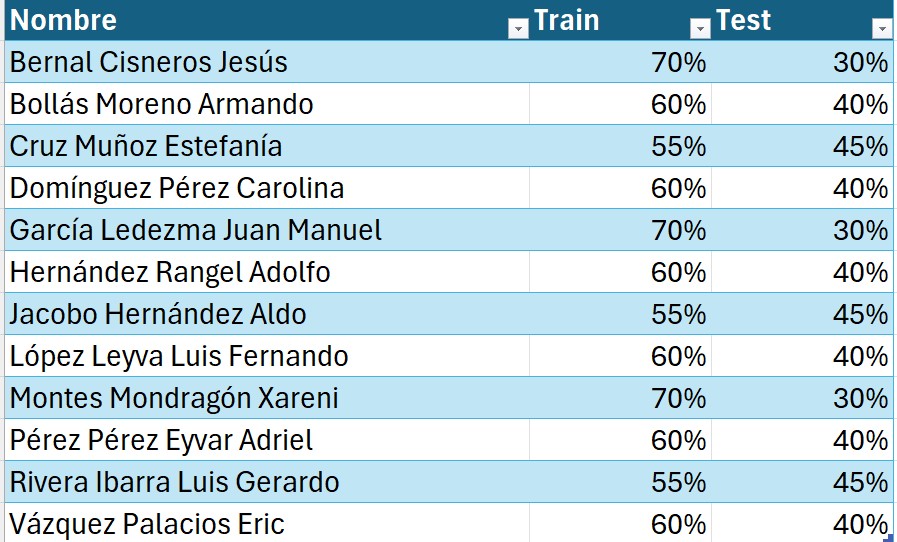 Nombre Train Test
Bernal Cisneros Jesús 70% 30%
Bollás Moreno Armando 60% 40%
Cruz Muñoz Estefanía 55% 45%
Domínguez Pérez Carolina 60% 40%
García Ledezma Juan Manuel 70% 30%
Hernández Rangel Adolfo 60% 40%
Jacobo Hernández Aldo 55% 45%
López Leyva Luis Fernando 60% 40%
Montes Mondragón Xareni 70% 30%
Pérez Pérez Eyvar Adriel 60% 40%
Rivera Ibarra Luis Gerardo 55% 45%
Vázquez Palacios Eric 60% 40%